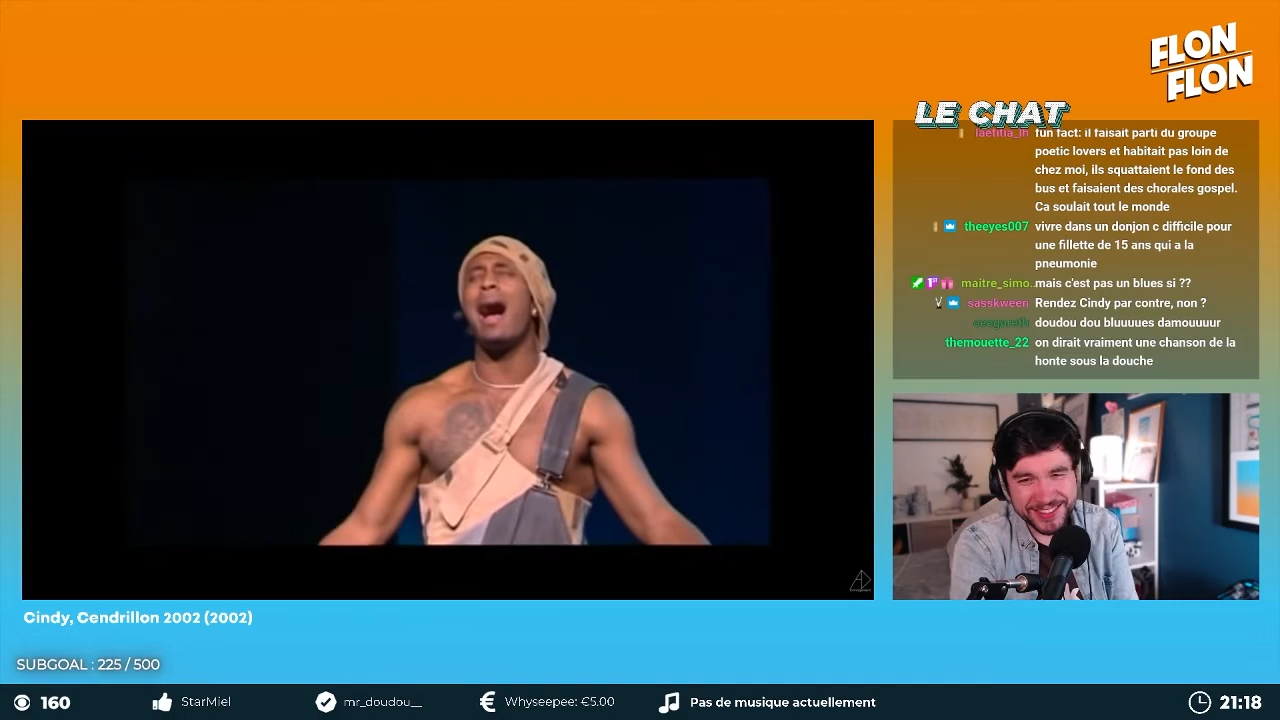 FLON
FLON
LE CHAT
laetitia_lh fun fact: il faisait parti du groupe
poetic lovers et habitait pas loin de
chez moi, ils squattaient le fond des
bus et faisaient des chorales gospel.
Ca soulait tout le monde
theeyes007 vivre dans un donjon c difficile pour
une fillette de 15 ans qui a la
pneumonie
maitre_simo.. mais c'est pas un blues si ??
sasskween Rendez Cindy par contre, non ?
doudou dou bluuuues damouuuur
themouette_22 on dirait vraiment une chanson de la
honte sous la douche
Cindy, Cendrillon 2002 (2002)
SUBGOAL : 225 / 500
160
StarMiel
mr_doudou__
€ Whyseepee: €5.00
Pas de musique actuellement
21:18